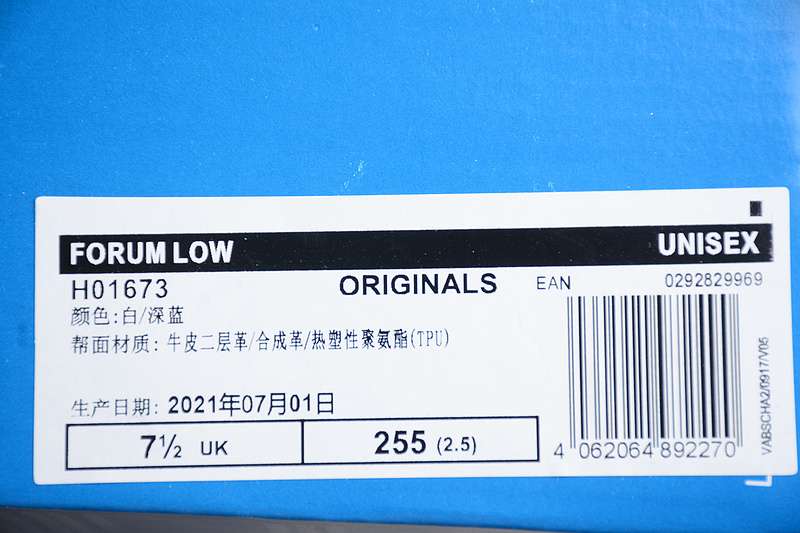 FORUM LOW UNISEX
H01673 ORIGINALS EAN 0292829969
颜色:白/深蓝
帮面材质: 牛皮二层革/合成革/热塑性聚氨酯(TPU)
生产日期: 2021年07月01日
7½ UK 255 (2.5)
4 062064 892270
VABSCHA2/0917/V05